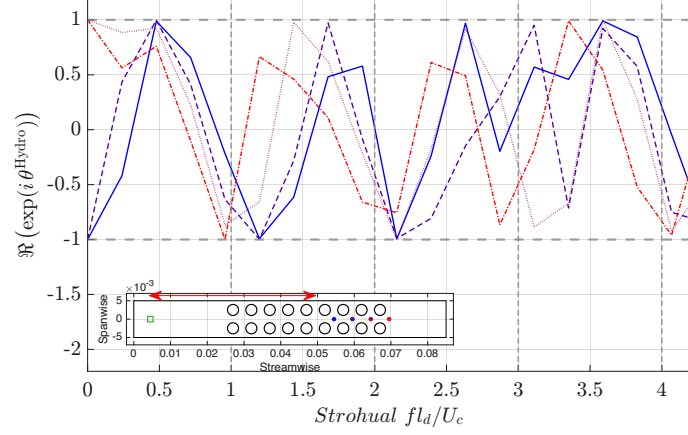 ℜ (exp(i θ^Hydro))
1
0.5
0
-0.5
-1
-1.5
-2
×10^-3
5
0
-5
Spanwise
0 0.01 0.02 0.03 0.04 0.05 0.06 0.07 0.08
Streamwise
0 0.5 1 1.5 2 2.5 3 3.5 4
Strohual fl_d/U_c